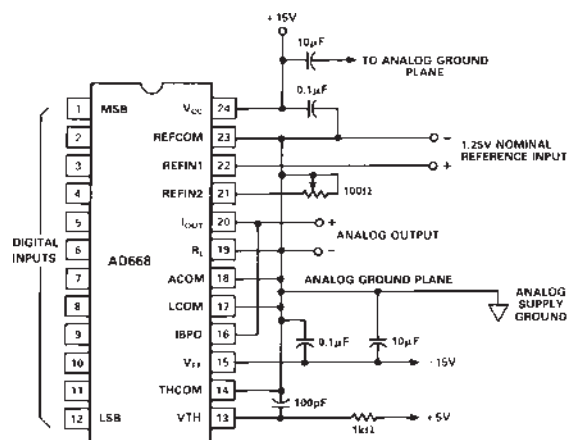 +15V
10µF
TO ANALOG GROUND PLANE
0.1µF
1 MSB
2
3
4
5
6
7
8
9
10
11
12 LSB
DIGITAL INPUTS
AD668
VCC 24
REFCOM 23
REFIN1 22
REFIN2 21
IOUT 20
RL 19
ACOM 18
LCOM 17
IBPO 16
VEE 15
THCOM 14
VTH 13
–
1.25V NOMINAL REFERENCE INPUT
+
100Ω
+
ANALOG OUTPUT
–
ANALOG GROUND PLANE
ANALOG SUPPLY GROUND
0.1µF
10µF
-15V
100pF
1kΩ
+5V